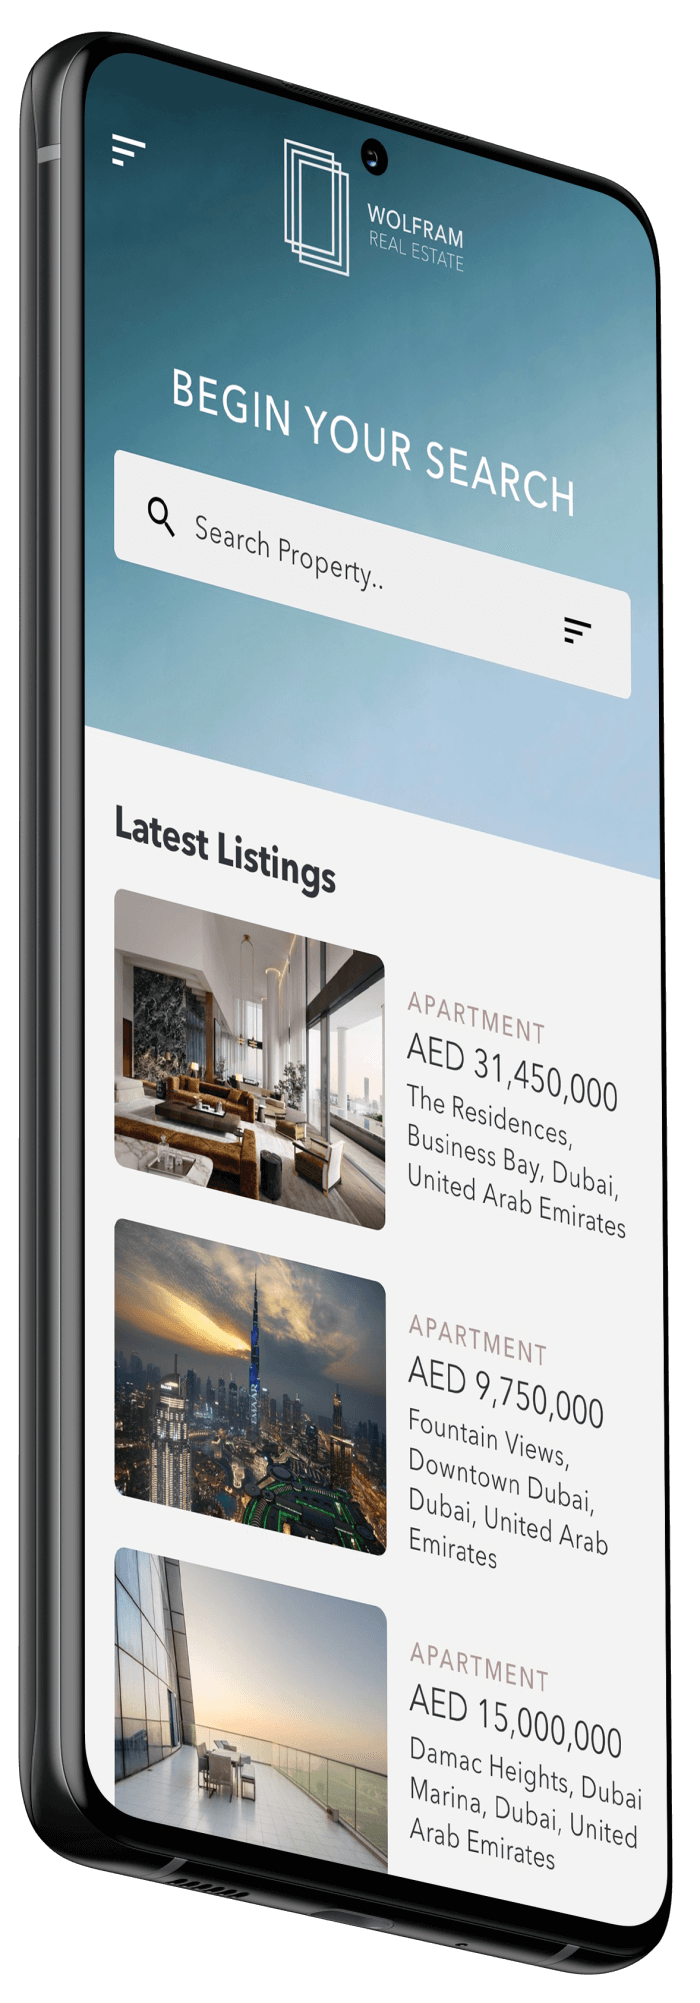 WOLFRAM
REAL ESTATE
BEGIN YOUR SEARCH
Search Property..
Latest Listings
APARTMENT
AED 31,450,000
The Residences,
Business Bay, Dubai,
United Arab Emirates
EMAAR
APARTMENT
AED 9,750,000
Fountain Views,
Downtown Dubai,
Dubai, United Arab
Emirates
APARTMENT
AED 15,000,000
Damac Heights, Dubai
Marina, Dubai, United
Arab Emirates